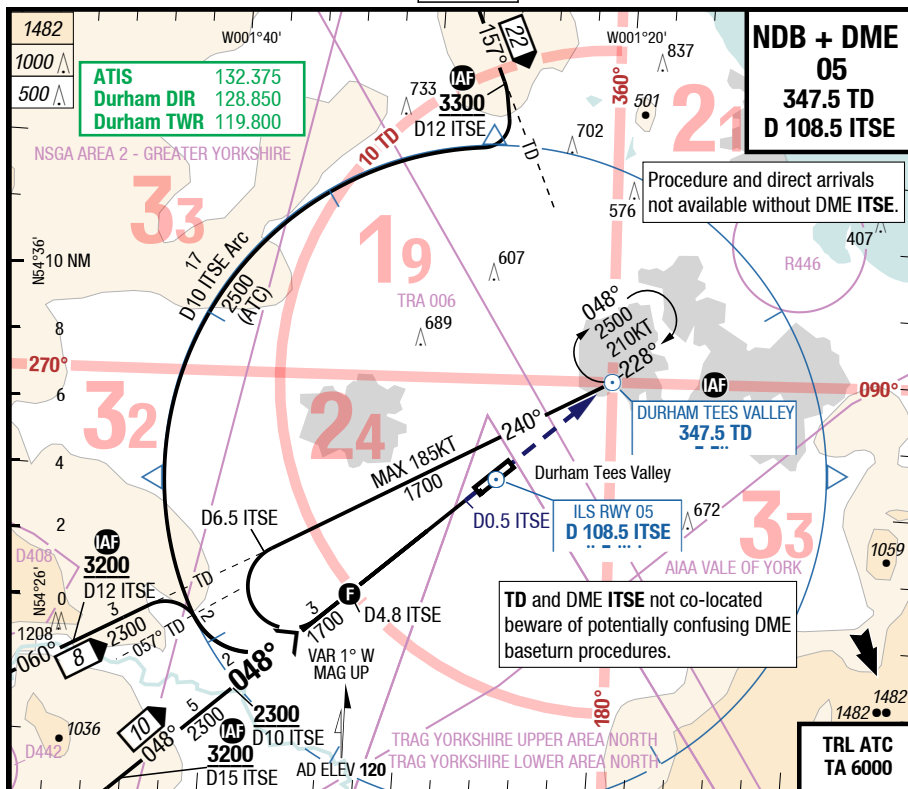 1482
1000
500
W001°40'
W001°20'
ATIS 132.375
Durham DIR 128.850
Durham TWR 119.800
NSGA AREA 2 - GREATER YORKSHIRE
NDB + DME
05
347.5 TD
D 108.5 ITSE
Procedure and direct arrivals
not available without DME ITSE.
157°
22
IAF
3300
D12 ITSE
TD
10 TD
360°
733
837
501
702
576
407
R446
21
33
19
N54°36'
10 NM
8
6
4
2
0
N54°26'
17
D10 ITSE Arc
2500
(ATC)
TRA 006
607
689
048°
2500
210KT
228°
270°
090°
IAF
DURHAM TEES VALLEY
347.5 TD
32
24
MAX 185KT
240°
1700
Durham Tees Valley
D6.5 ITSE
D0.5 ITSE
ILS RWY 05
D 108.5 ITSE
672
33
AIAA VALE OF YORK
1059
D408
IAF
3200
D12 ITSE
TD
3
2300
057° TD
1208
060°
8
F
D4.8 ITSE
3
1700
TD and DME ITSE not co-located
beware of potentially confusing DME
baseturn procedures.
2
048°
VAR 1° W
MAG UP
1036
10
5
2300
048°
IAF
3200
D15 ITSE
2300
D10 ITSE
AD ELEV 120
180°
TRAG YORKSHIRE UPPER AREA NORTH
TRAG YORKSHIRE LOWER AREA NORTH
D442
1482
1482
TRL ATC
TA 6000